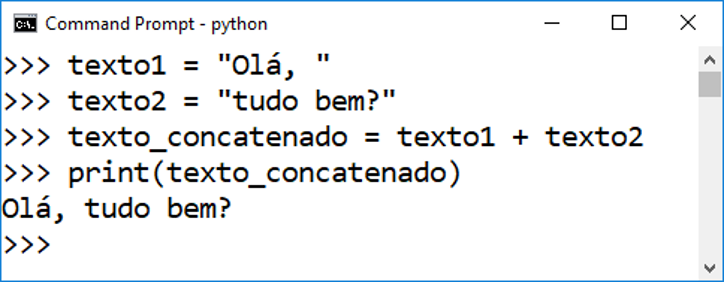 Command Prompt - python
>>> texto1 = "Olá, "
>>> texto2 = "tudo bem?"
>>> texto_concatenado = texto1 + texto2
>>> print(texto_concatenado)
Olá, tudo bem?
>>>